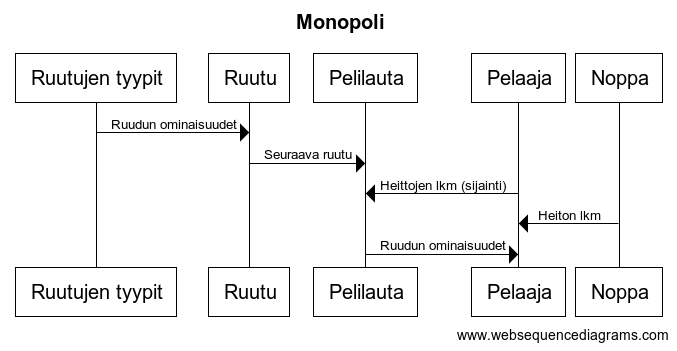 Monopoli
Ruutujen tyypit
Ruutu
Pelilauta
Pelaaja
Noppa
Ruudun ominaisuudet
Seuraava ruutu
Heittojen lkm (sijainti)
Heiton lkm
Ruudun ominaisuudet
Ruutujen tyypit
Ruutu
Pelilauta
Pelaaja
Noppa
www.websequencediagrams.com